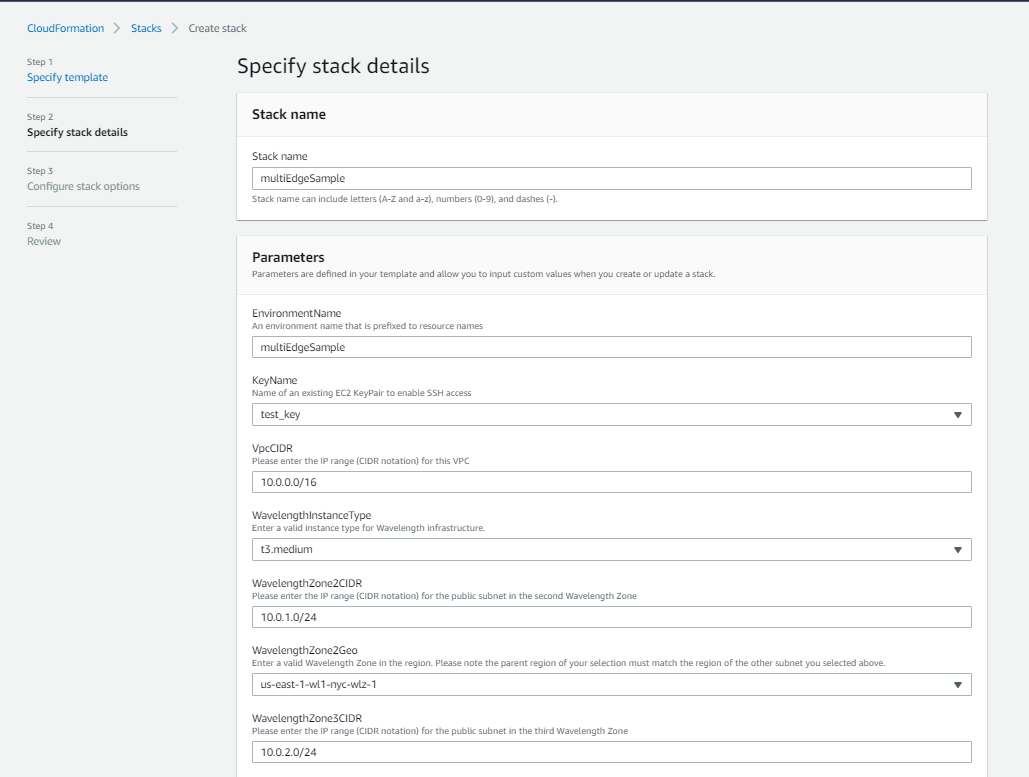 CloudFormation > Stacks > Create stack
Step 1
Specify template
Step 2
Specify stack details
Step 3
Configure stack options
Step 4
Review
Specify stack details
Stack name
Stack name
multiEdgeSample
Stack name can include letters (A-Z and a-z), numbers (0-9), and dashes (-).
Parameters
Parameters are defined in your template and allow you to input custom values when you create or update a stack.
EnvironmentName
An environment name that is prefixed to resource names
multiEdgeSample
KeyName
Name of an existing EC2 KeyPair to enable SSH access
test_key
VpcCIDR
Please enter the IP range (CIDR notation) for this VPC
10.0.0.0/16
WavelengthInstanceType
Enter a valid instance type for Wavelength infrastructure.
t3.medium
WavelengthZone2CIDR
Please enter the IP range (CIDR notation) for the public subnet in the second Wavelength Zone
10.0.1.0/24
WavelengthZone2Geo
Enter a valid Wavelength Zone in the region. Please note the parent region of your selection must match the region of the other subnet you selected above.
us-east-1-wl1-nyc-wlz-1
WavelengthZone3CIDR
Please enter the IP range (CIDR notation) for the public subnet in the third Wavelength Zone
10.0.2.0/24